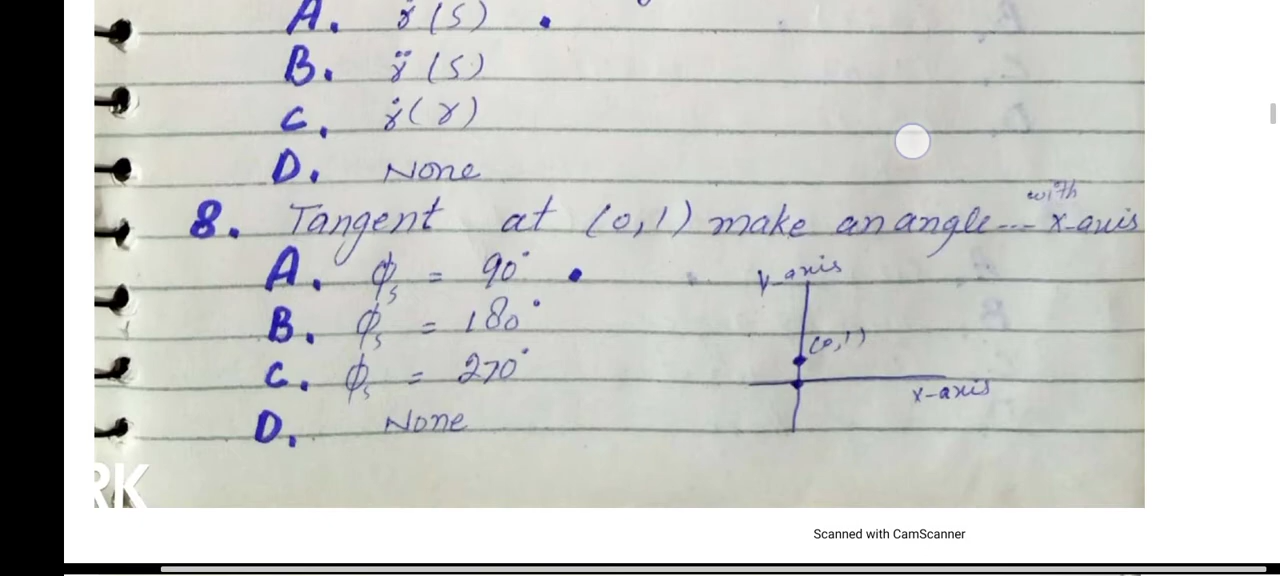 A. γ̇ (S) •
B. γ̈ (S)
C. γ̇ (γ)
D. None
8. Tangent at (0,1) make an angle --- with x-axis
A. ϕₛ = 90° •
B. ϕₛ = 180°
C. ϕₛ = 270°
D. None
y-axis
(0,1)
x-axis
RK
Scanned with CamScanner